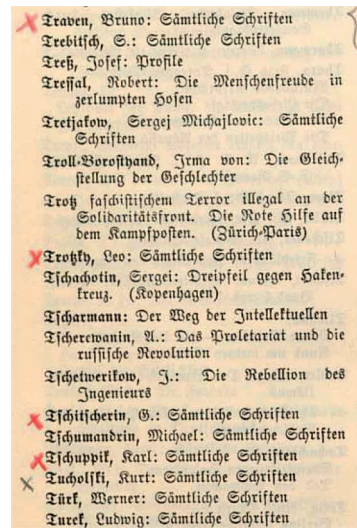 Traven, Bruno: Sämtliche Schriften
Trebitsch, S.: Sämtliche Schriften
Treß, Josef: Profile
Tressal, Robert: Die Menschenfreude in
zerlumpten Hosen
Tretjakow, Sergej Michajlovic: Sämtliche
Schriften
Troll-Borosthand, Irma von: Die Gleich-
stellung der Geschlechter
Trotz faschistischem Terror illegal an der
Solidaritätsfront. Die Rote Hilfe auf
dem Kampfposten. (Zürich-Paris)
Trotzky, Leo: Sämtliche Schriften
Tschachotin, Sergei: Dreipfeil gegen Haken-
kreuz. (Kopenhagen)
Tscharmann: Der Weg der Intellektuellen
Tscherewanin, A.: Das Proletariat und die
russische Revolution
Tschetwerikow, J.: Die Rebellion des
Ingenieurs
Tschitscherin, G.: Sämtliche Schriften
Tschumandrin, Michael: Sämtliche Schriften
Tschuppik, Karl: Sämtliche Schriften
Tucholski, Kurt: Sämtliche Schriften
Türk, Werner: Sämtliche Schriften
Turek, Ludwig: Sämtliche Schriften